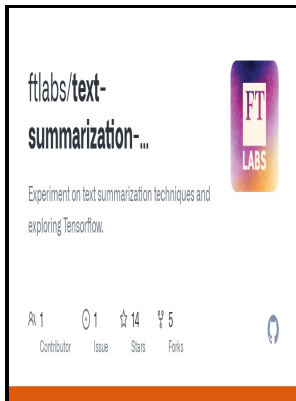 ftlabs/text-
summarization-...
FT
LABS
Experiment on text summarization techniques and
exploring Tensorflow.
1
Contributor
1
Issue
14
Stars
5
Forks